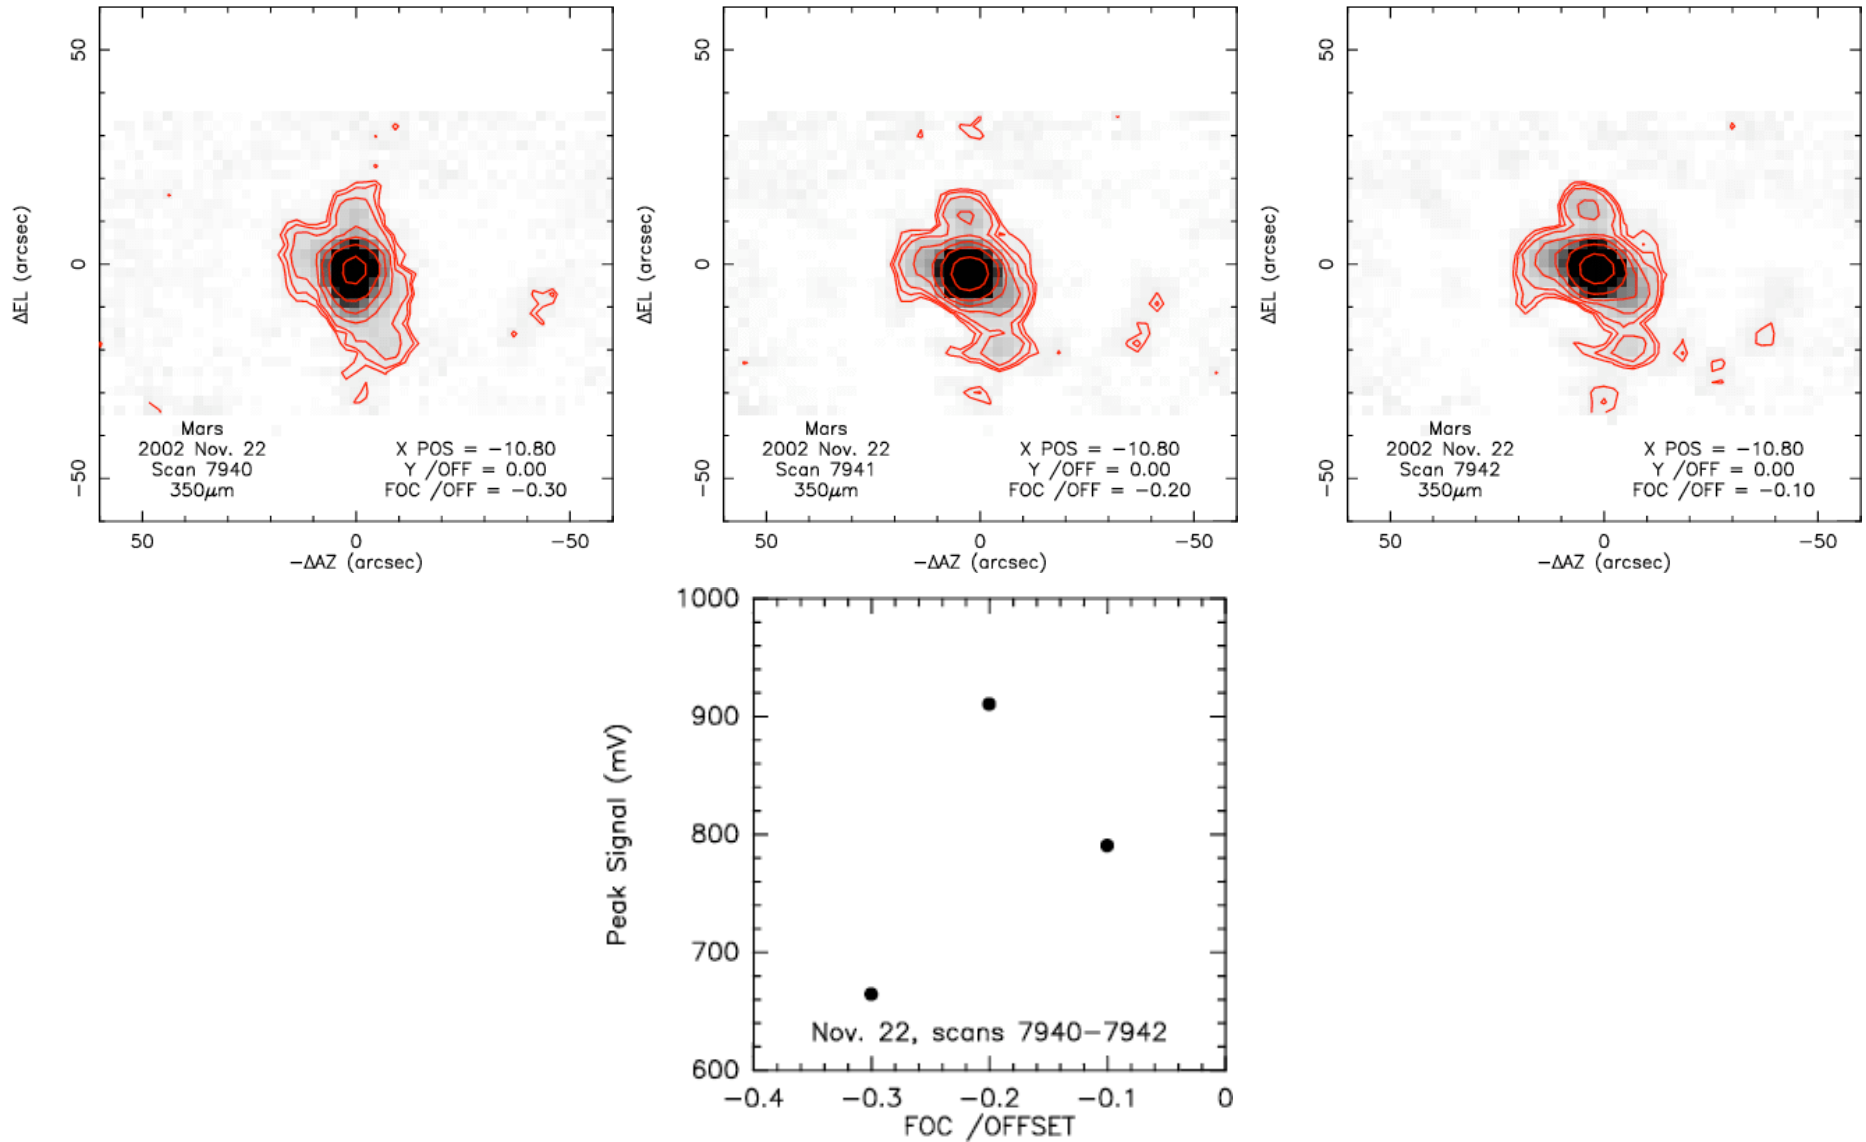 50
0
−50
ΔEL (arcsec)
Mars
2002 Nov. 22
Scan 7940
350μm
X POS = −10.80
Y /OFF = 0.00
FOC /OFF = −0.30
50
0
−50
−ΔAZ (arcsec)
50
0
−50
ΔEL (arcsec)
Mars
2002 Nov. 22
Scan 7941
350μm
X POS = −10.80
Y /OFF = 0.00
FOC /OFF = −0.20
50
0
−50
−ΔAZ (arcsec)
50
0
−50
ΔEL (arcsec)
Mars
2002 Nov. 22
Scan 7942
350μm
X POS = −10.80
Y /OFF = 0.00
FOC /OFF = −0.10
50
0
−50
−ΔAZ (arcsec)
1000
900
800
700
600
Peak Signal (mV)
Nov. 22, scans 7940−7942
−0.4
−0.3
−0.2
−0.1
0
FOC /OFFSET